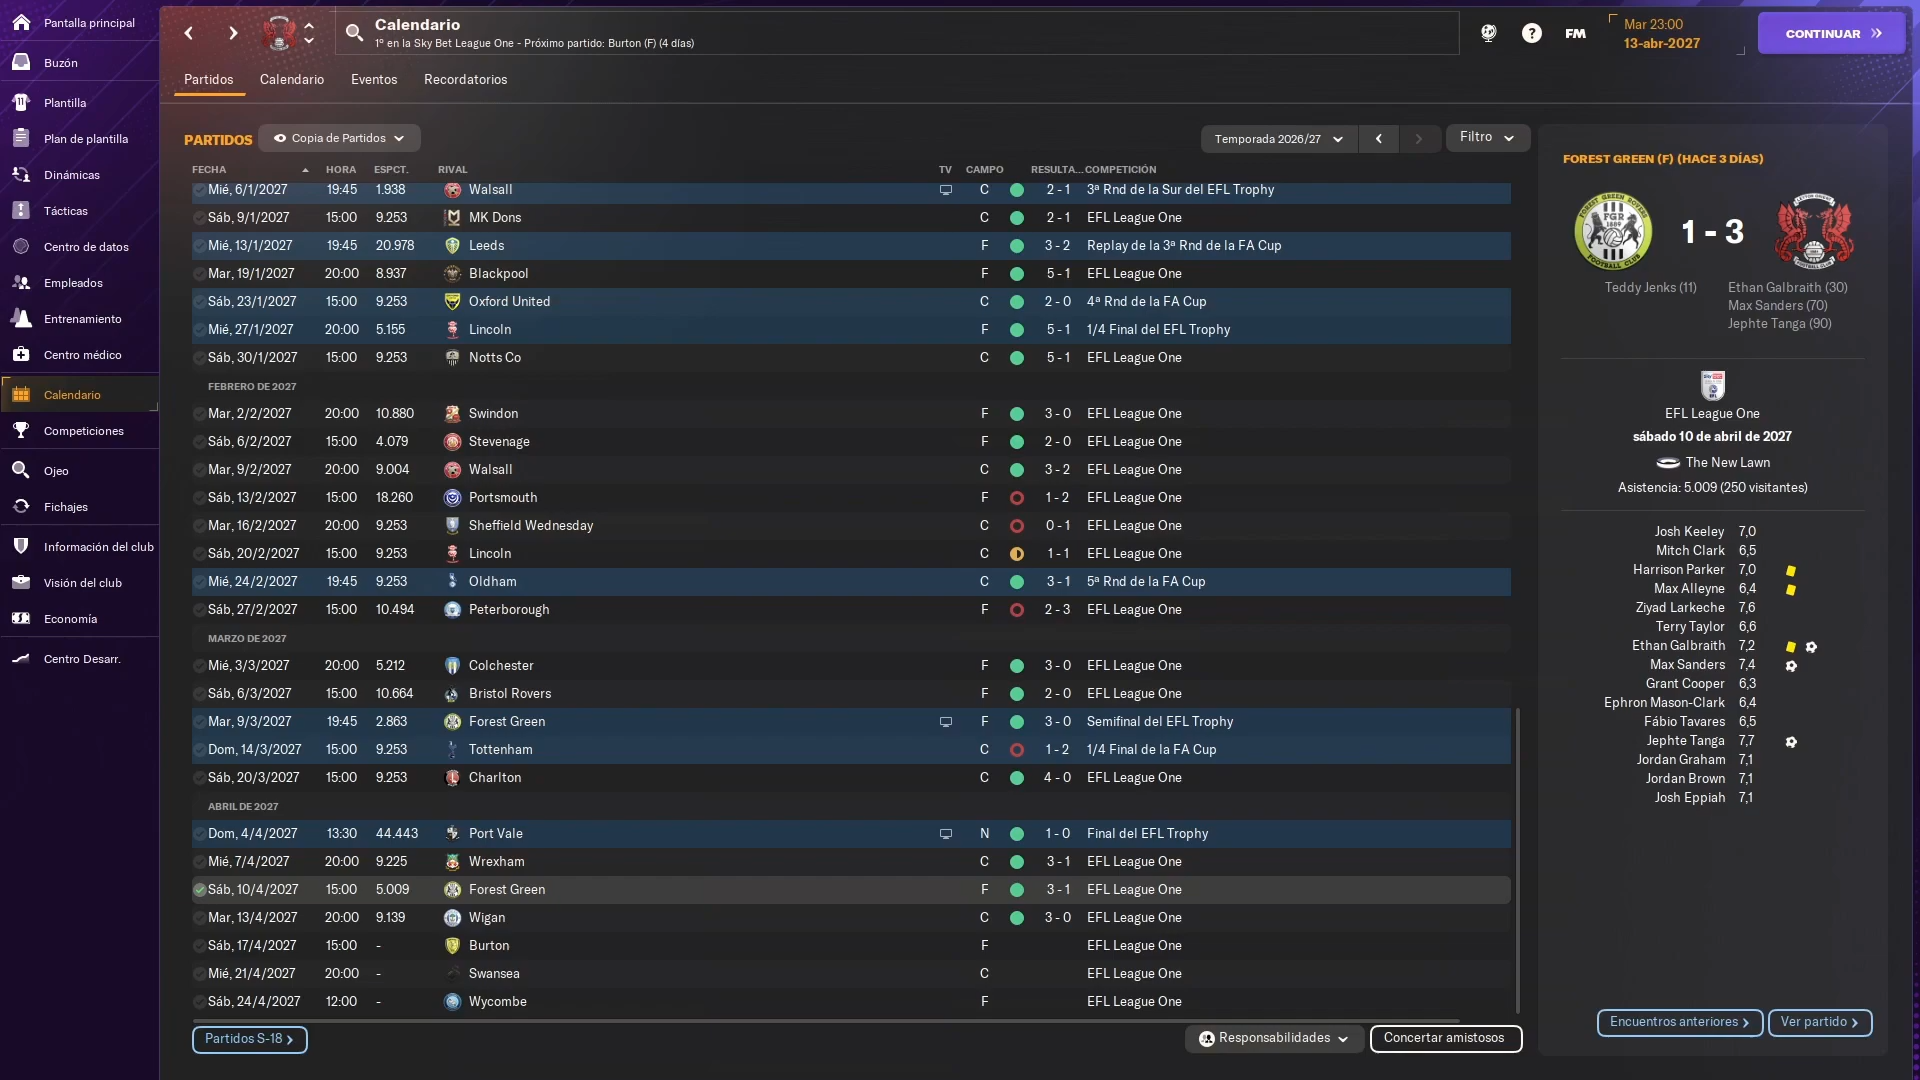 Pantalla principal
Buzón
Plantilla
Plan de plantilla
Dinámicas
Tácticas
Centro de datos
Empleados
Entrenamiento
Centro médico
Calendario
Competiciones
Ojeo
Fichajes
Información del club
Visión del club
Economía
Centro Desarr.
Calendario
1º en la Sky Bet League One - Próximo partido: Burton (F) (4 días)
FM
Mar 23:00
13-abr-2027
CONTINUAR
Partidos Calendario Eventos Recordatorios
PARTIDOS Copia de Partidos Temporada 2026/27 Filtro
FECHA HORA ESPCT. RIVAL TV CAMPO RESULTA... COMPETICIÓN
Mié, 6/1/2027 19:45 1.938 Walsall C 2 - 1 3ª Rnd de la Sur del EFL Trophy
Sáb, 9/1/2027 15:00 9.253 MK Dons C 2 - 1 EFL League One
Mié, 13/1/2027 19:45 20.978 Leeds F 3 - 2 Replay de la 3ª Rnd de la FA Cup
Mar, 19/1/2027 20:00 8.937 Blackpool F 5 - 1 EFL League One
Sáb, 23/1/2027 15:00 9.253 Oxford United C 2 - 0 4ª Rnd de la FA Cup
Mié, 27/1/2027 20:00 5.155 Lincoln F 5 - 1 1/4 Final del EFL Trophy
Sáb, 30/1/2027 15:00 9.253 Notts Co C 5 - 1 EFL League One
FEBRERO DE 2027
Mar, 2/2/2027 20:00 10.880 Swindon F 3 - 0 EFL League One
Sáb, 6/2/2027 15:00 4.079 Stevenage F 2 - 0 EFL League One
Mar, 9/2/2027 20:00 9.004 Walsall C 3 - 2 EFL League One
Sáb, 13/2/2027 15:00 18.260 Portsmouth F 1 - 2 EFL League One
Mar, 16/2/2027 20:00 9.253 Sheffield Wednesday C 0 - 1 EFL League One
Sáb, 20/2/2027 15:00 9.253 Lincoln C 1 - 1 EFL League One
Mié, 24/2/2027 19:45 9.253 Oldham C 3 - 1 5ª Rnd de la FA Cup
Sáb, 27/2/2027 15:00 10.494 Peterborough F 2 - 3 EFL League One
MARZO DE 2027
Mié, 3/3/2027 20:00 5.212 Colchester F 3 - 0 EFL League One
Sáb, 6/3/2027 15:00 10.664 Bristol Rovers F 2 - 0 EFL League One
Mar, 9/3/2027 19:45 2.863 Forest Green F 3 - 0 Semifinal del EFL Trophy
Dom, 14/3/2027 15:00 9.253 Tottenham C 1 - 2 1/4 Final de la FA Cup
Sáb, 20/3/2027 15:00 9.253 Charlton C 4 - 0 EFL League One
ABRIL DE 2027
Dom, 4/4/2027 13:30 44.443 Port Vale N 1 - 0 Final del EFL Trophy
Mié, 7/4/2027 20:00 9.225 Wrexham C 3 - 1 EFL League One
Sáb, 10/4/2027 15:00 5.009 Forest Green F 3 - 1 EFL League One
Mar, 13/4/2027 20:00 9.139 Wigan C 3 - 0 EFL League One
Sáb, 17/4/2027 15:00 - Burton F EFL League One
Mié, 21/4/2027 20:00 - Swansea C EFL League One
Sáb, 24/4/2027 12:00 - Wycombe F EFL League One
Partidos S-18 Responsabilidades Concertar amistosos
FOREST GREEN (F) (HACE 3 DÍAS)
FOREST GREEN ROVERS
FGR
1889
FOOTBALL CLUB
1 - 3
Teddy Jenks (11) Ethan Galbraith (30)
Max Sanders (70)
Jephte Tanga (90)
EFL League One
sábado 10 de abril de 2027
The New Lawn
Asistencia: 5.009 (250 visitantes)
Josh Keeley 7,0
Mitch Clark 6,5
Harrison Parker 7,0
Max Alleyne 6,4
Ziyad Larkeche 7,6
Terry Taylor 6,6
Ethan Galbraith 7,2
Max Sanders 7,4
Grant Cooper 6,3
Ephron Mason-Clark 6,4
Fábio Tavares 6,5
Jephte Tanga 7,7
Jordan Graham 7,1
Jordan Brown 7,1
Josh Eppiah 7,1
Encuentros anteriores Ver partido